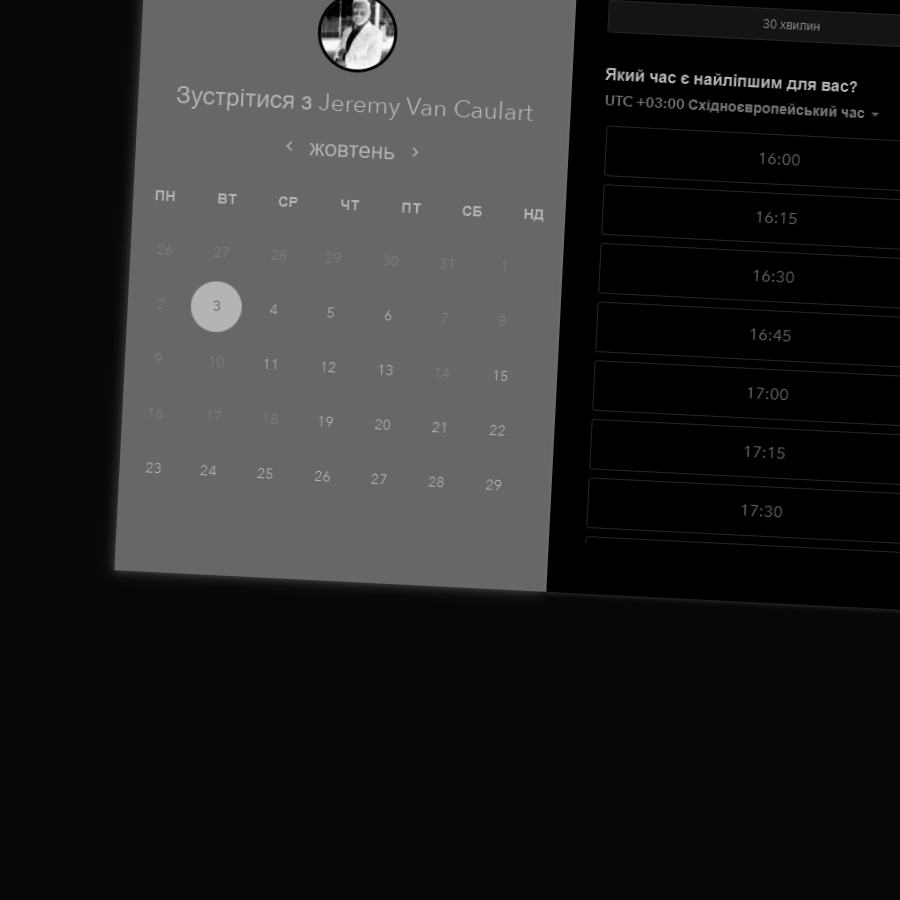 Зустрітися з Jeremy Van Caulart
жовтень
ПН ВТ СР ЧТ ПТ СБ НД
26 27 28 29 30 31 1
2 3 4 5 6 7 8
9 10 11 12 13 14 15
16 17 18 19 20 21 22
23 24 25 26 27 28 29
30 хвилин
Який час є найліпшим для вас?
UTC +03:00 Східноєвропейський час
16:00
16:15
16:30
16:45
17:00
17:15
17:30